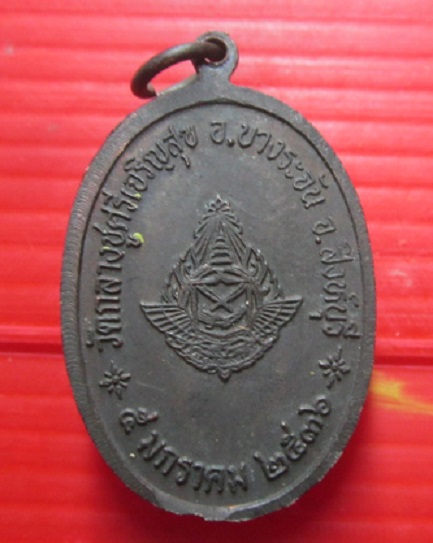 วัดกลางชูศรีเจริญสุข อ.บางระจัน จ.สิงห์บุรี
๕ มกราคม ๒๕๓๖